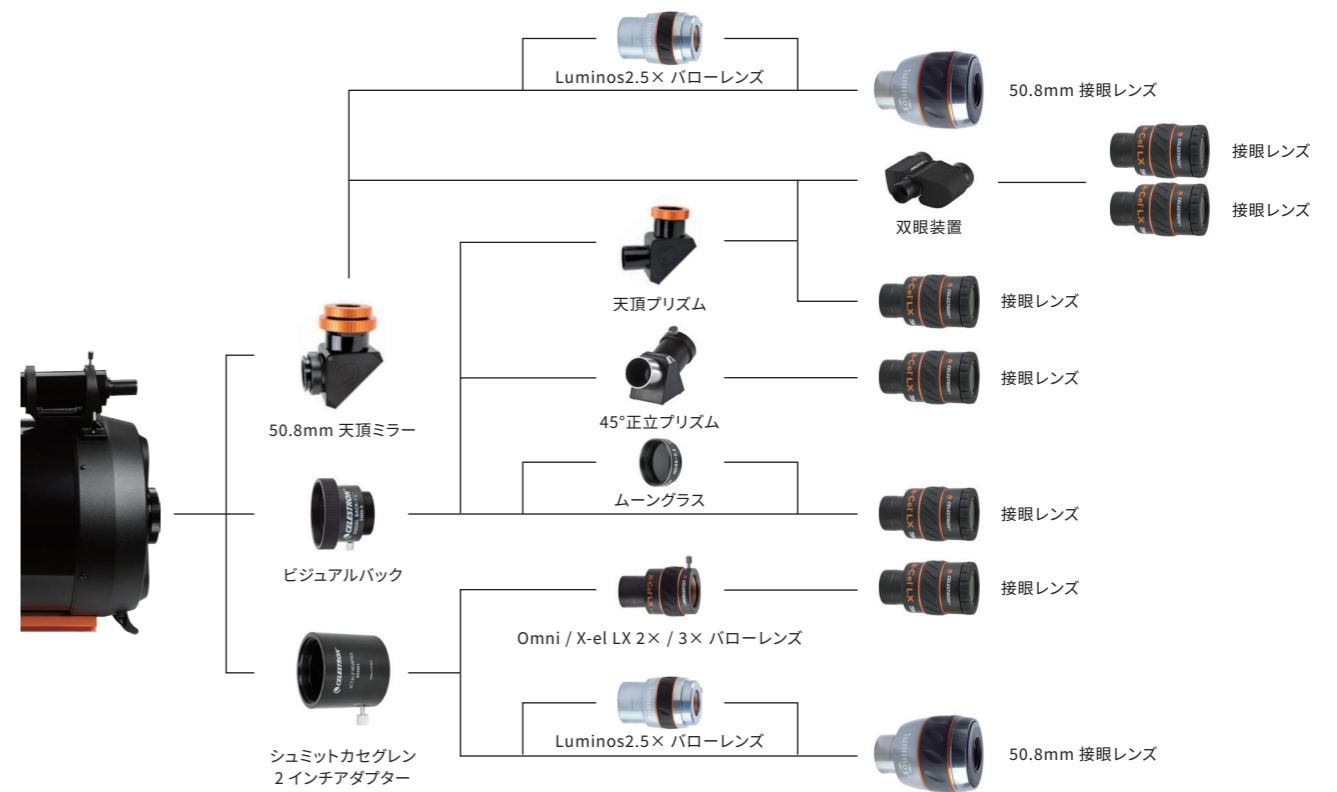 Luminos2.5× バローレンズ
50.8mm 接眼レンズ
接眼レンズ
接眼レンズ
双眼装置
天頂プリズム
接眼レンズ
接眼レンズ
45°正立プリズム
50.8mm 天頂ミラー
ムーングラス
接眼レンズ
CELESTRON
ビジュアルバック
接眼レンズ
Omni / X-el LX 2× / 3× バローレンズ
CELESTRON
Luminos2.5× バローレンズ
シュミットカセグレン
2 インチアダプター
50.8mm 接眼レンズ